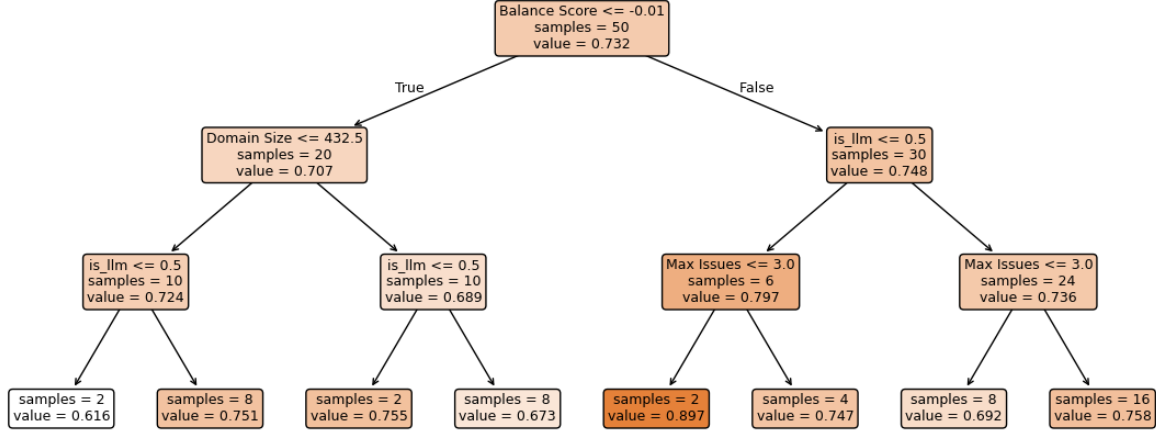 Balance Score <= -0.01
samples = 50
value = 0.732
True
False
Domain Size <= 432.5
samples = 20
value = 0.707
is_llm <= 0.5
samples = 30
value = 0.748
is_llm <= 0.5
samples = 10
value = 0.724
is_llm <= 0.5
samples = 10
value = 0.689
Max Issues <= 3.0
samples = 6
value = 0.797
Max Issues <= 3.0
samples = 24
value = 0.736
samples = 2
value = 0.616
samples = 8
value = 0.751
samples = 2
value = 0.755
samples = 8
value = 0.673
samples = 2
value = 0.897
samples = 4
value = 0.747
samples = 8
value = 0.692
samples = 16
value = 0.758